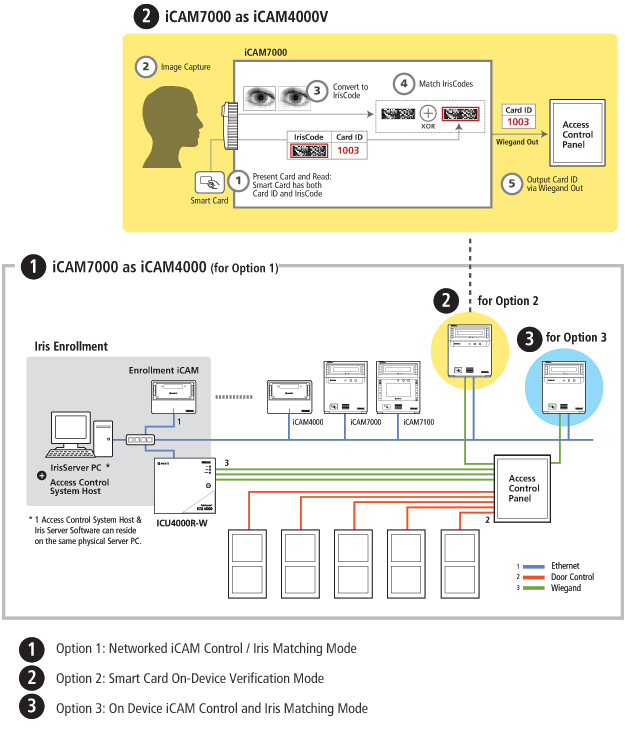 2 iCAM7000 as iCAM4000V
iCAM7000
2 Image Capture
3 Convert to
IrisCode
4 Match IrisCodes
XOR
IrisCode Card ID
1003
Card ID
1003
Wiegand Out
Access
Control
Panel
Smart Card
1 Present Card and Read:
Smart Card has both
Card ID and IrisCode
5 Output Card ID
via Wiegand Out
1 iCAM7000 as iCAM4000 (for Option 1)
2 for Option 2
3 for Option 3
Iris Enrollment
Enrollment iCAM
1
iCAM4000
iCAM7000
iCAM7100
IrisServer PC *
+ Access Control
System Host
ICU 4000
ICU4000R-W
3
Access
Control
Panel
2
* 1 Access Control System Host &
Iris Server Software can reside
on the same physical Server PC.
1 Ethernet
2 Door Control
3 Wiegand
1 Option 1: Networked iCAM Control / Iris Matching Mode
2 Option 2: Smart Card On-Device Verification Mode
3 Option 3: On Device iCAM Control and Iris Matching Mode